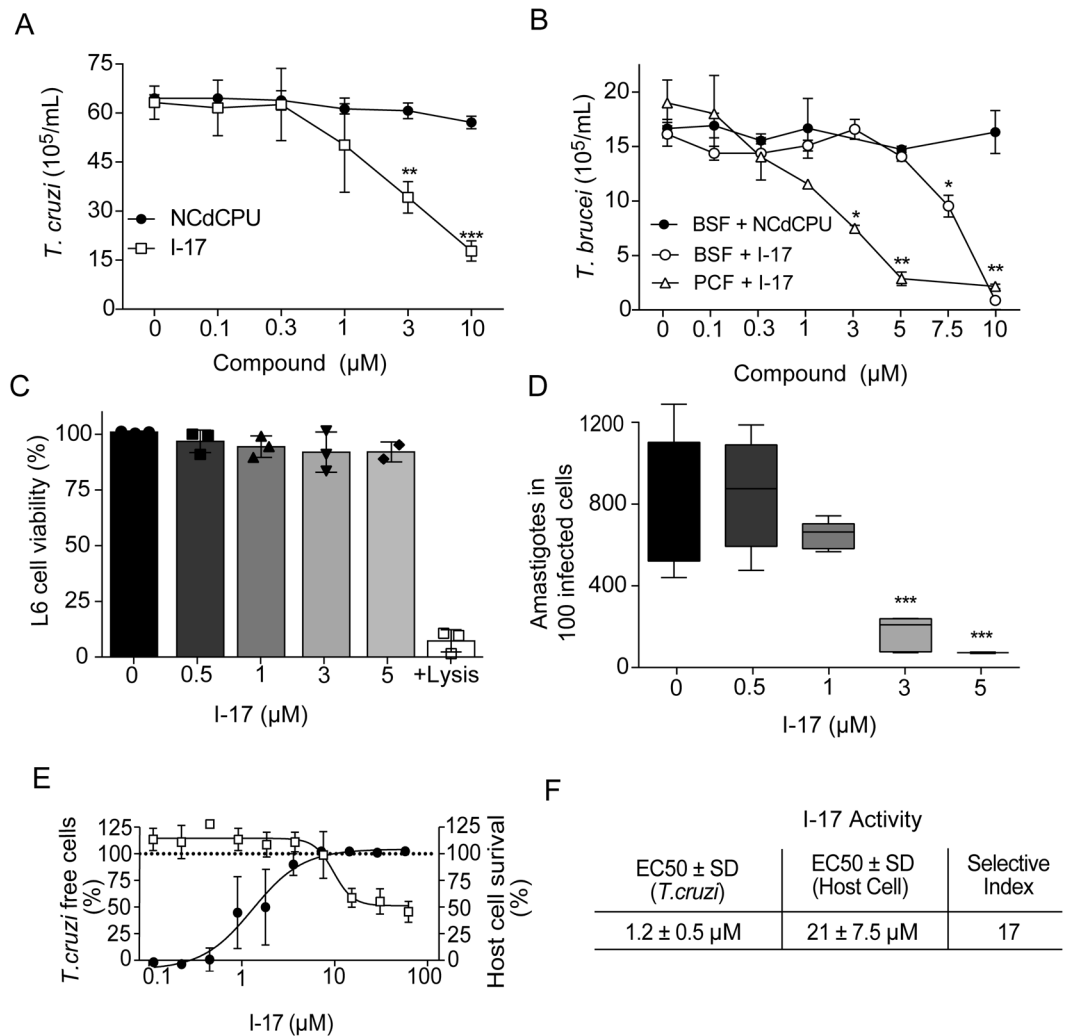 A
T. cruzi (10⁵/mL)
75
60
45
30
15
0
**
***
NCdCPU
I-17
0 0.1 0.3 1 3 10
Compound (µM)
B
T. brucei (10⁵/mL)
20
15
10
5
0
*
*
**
**
BSF + NCdCPU
BSF + I-17
PCF + I-17
0 0.1 0.3 1 3 5 7.5 10
Compound (µM)
C
L6 cell viability (%)
100
75
50
25
0
0 0.5 1 3 5 +Lysis
I-17 (µM)
D
Amastigotes in
100 infected cells
1200
800
400
0
***
***
0 0.5 1 3 5
I-17 (µM)
E
T.cruzi free cells
(%)
125
100
75
50
25
0
125
100
75
50
25
0
Host cell survival
(%)
0.1 1 10 100
I-17 (µM)
F
I-17 Activity
EC50 ± SD EC50 ± SD Selective
(T.cruzi) (Host Cell) Index
1.2 ± 0.5 µM 21 ± 7.5 µM 17